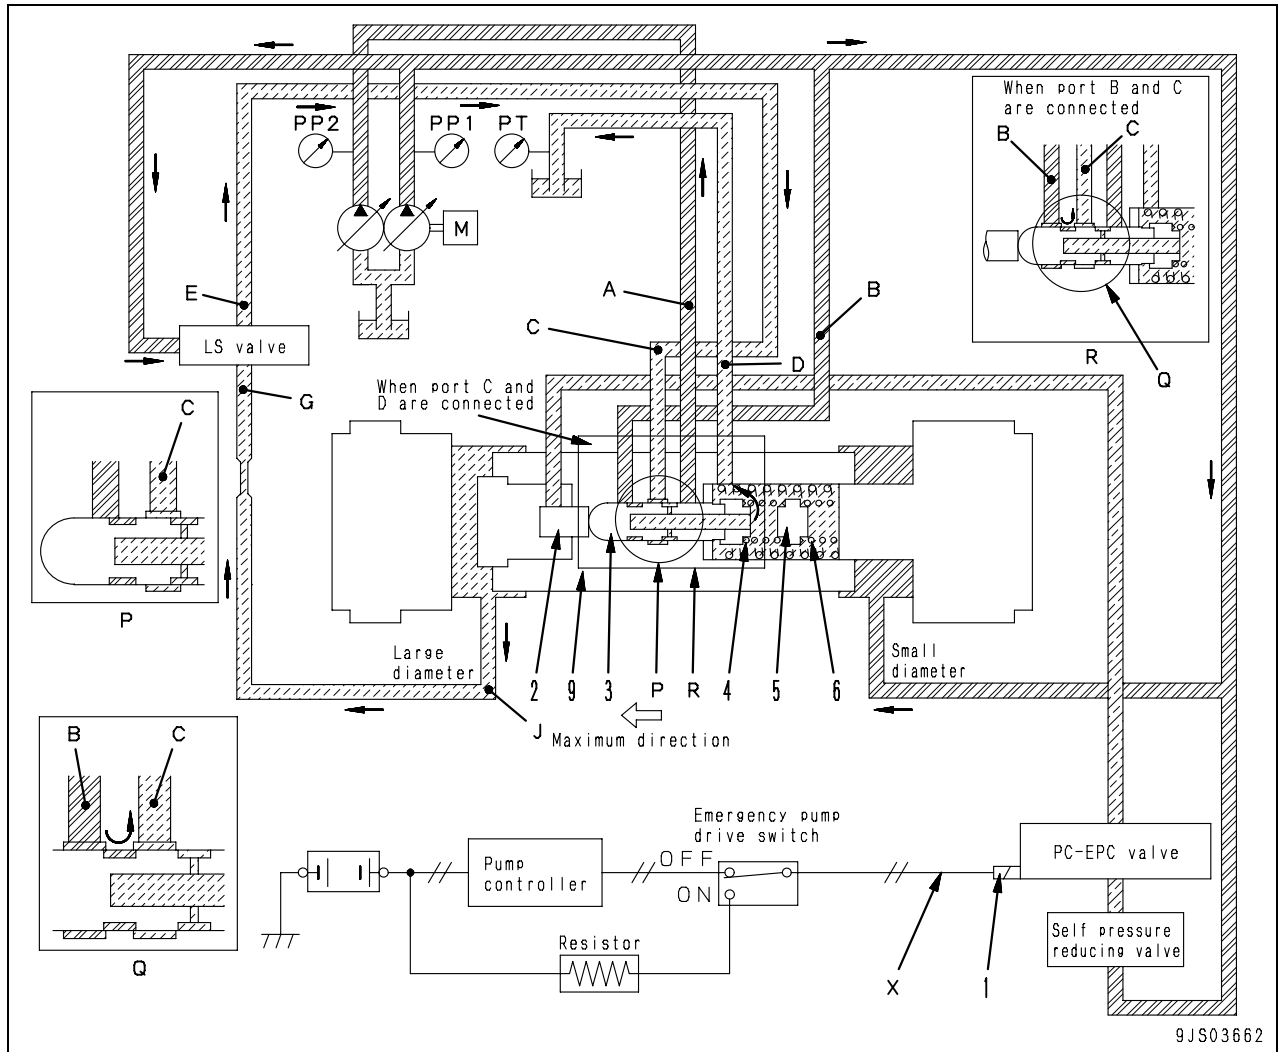 When port B and C
are connected
B
C
R
Q
PP2
PP1
PT
M
E
A
B
C
D
LS valve
G
When port C and
D are connected
C
P
Large
diameter
Small
diameter
2
9
3
P
R
4
5
6
J
Maximum direction
B
C
Q
Emergency pump
drive switch
Pump
controller
OFF
ON
PC-EPC valve
Resistor
Self pressure
reducing valve
X
1
9JS03662